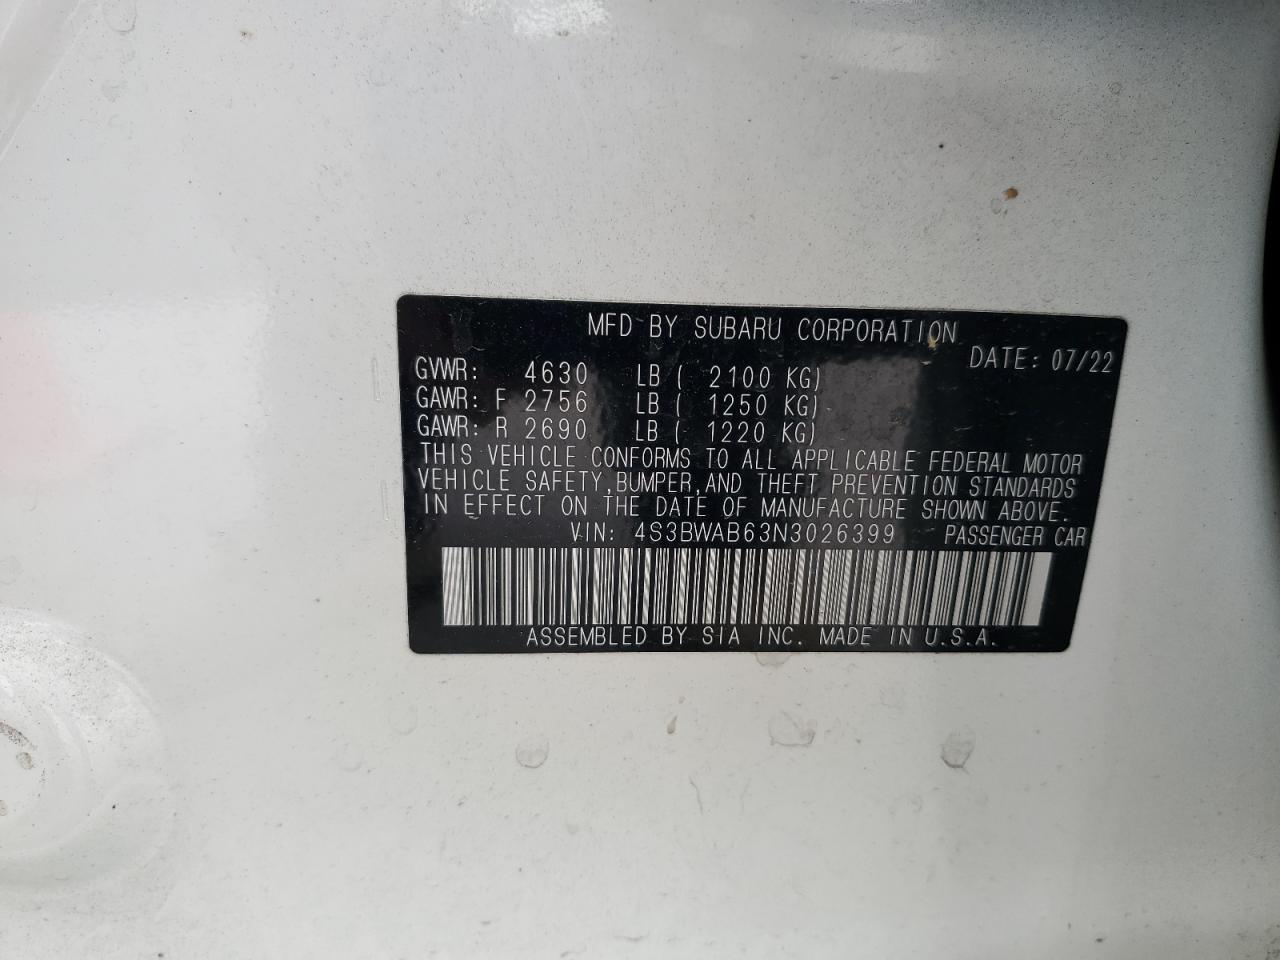 MFD BY SUBARU CORPORATION
DATE: 07/22
GVWR: 4630 LB ( 2100 KG)
GAWR: F 2756 LB ( 1250 KG)
GAWR: R 2690 LB ( 1220 KG)
THIS VEHICLE CONFORMS TO ALL APPLICABLE FEDERAL MOTOR
VEHICLE SAFETY, BUMPER, AND THEFT PREVENTION STANDARDS
IN EFFECT ON THE DATE OF MANUFACTURE SHOWN ABOVE.
VIN: 4S3BWAB63N3026399 PASSENGER CAR
ASSEMBLED BY SIA INC. MADE IN U.S.A.